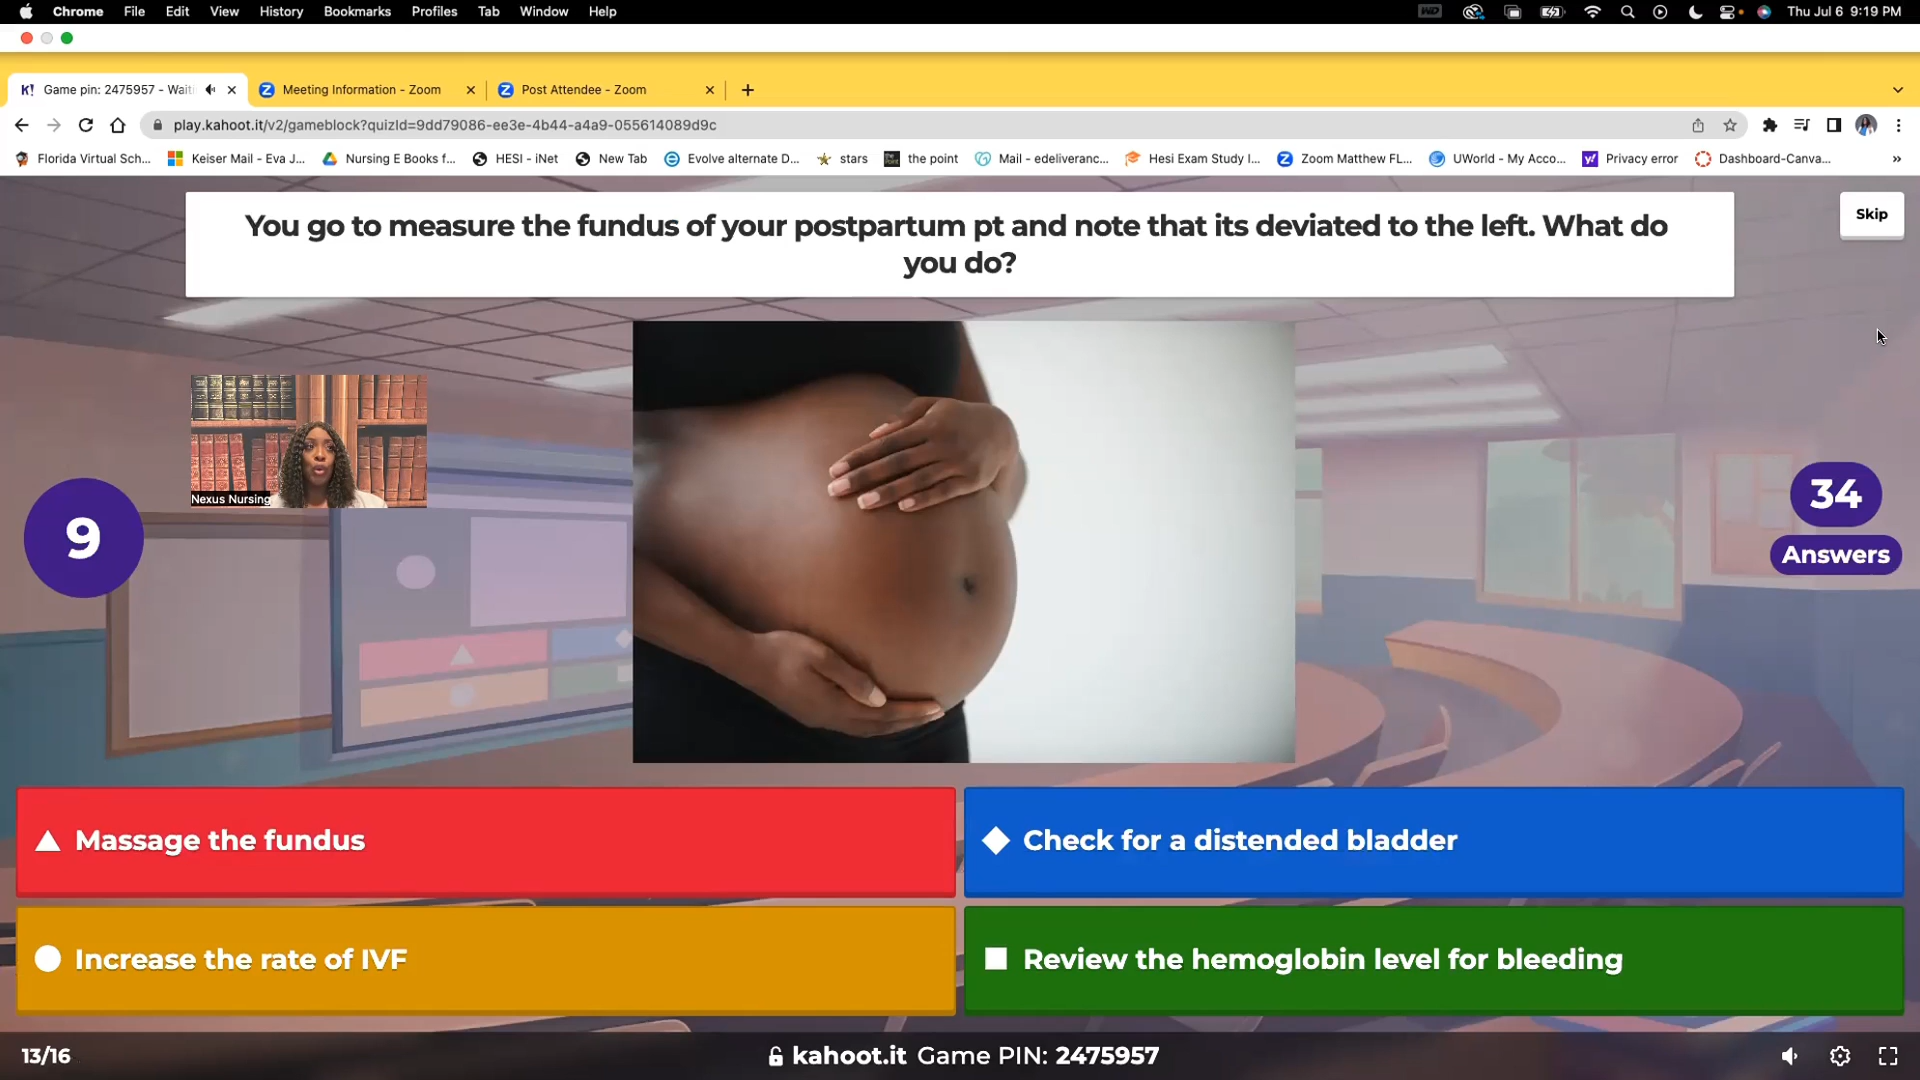 Chrome File Edit View History Bookmarks Profiles Tab Window Help
Thu Jul 6 9:19 PM
K! Game pin: 2475957 - Wait
Meeting Information - Zoom
Post Attendee - Zoom
play.kahoot.it/v2/gameblock?quizId=9dd79086-ee3e-4b44-a4a9-055614089d9c
Florida Virtual Sch... Keiser Mail - Eva J... Nursing E Books f... HESI - iNet New Tab Evolve alternate D... stars the point Mail - edeliveranc... Hesi Exam Study I... Zoom Matthew FL... UWorld - My Acco... Privacy error Dashboard-Canva... »
You go to measure the fundus of your postpartum pt and note that its deviated to the left. What do
you do?
Skip
Nexus Nursing
9
34
Answers
Massage the fundus
Check for a distended bladder
Increase the rate of IVF
Review the hemoglobin level for bleeding
13/16
kahoot.it Game PIN: 2475957